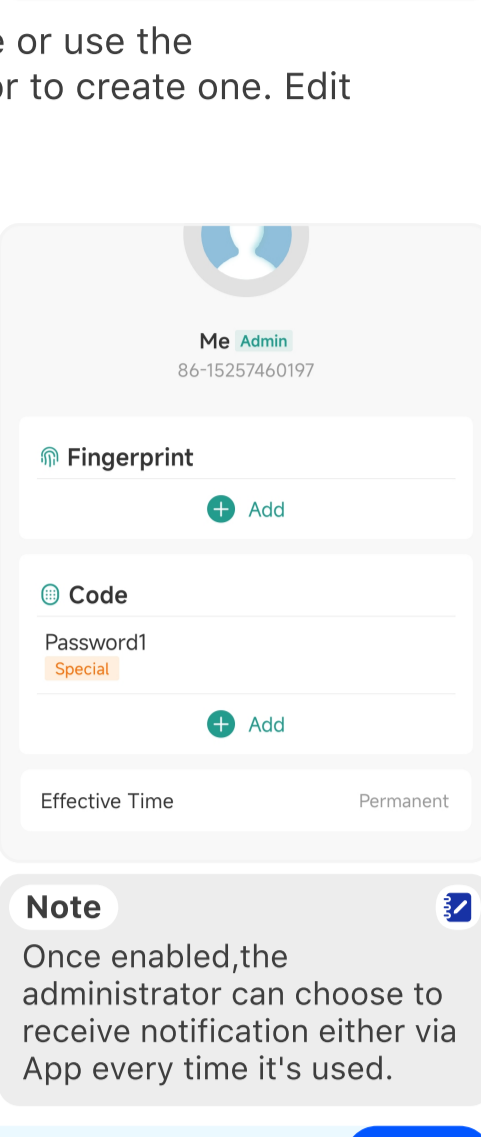 or use the
to create one. Edit
Me Admin
86-15257460197
Fingerprint
Add
Code
Password1
Special
Add
Effective Time Permanent
Note
Once enabled,the
administrator can choose to
receive notification either via
App every time it's used.